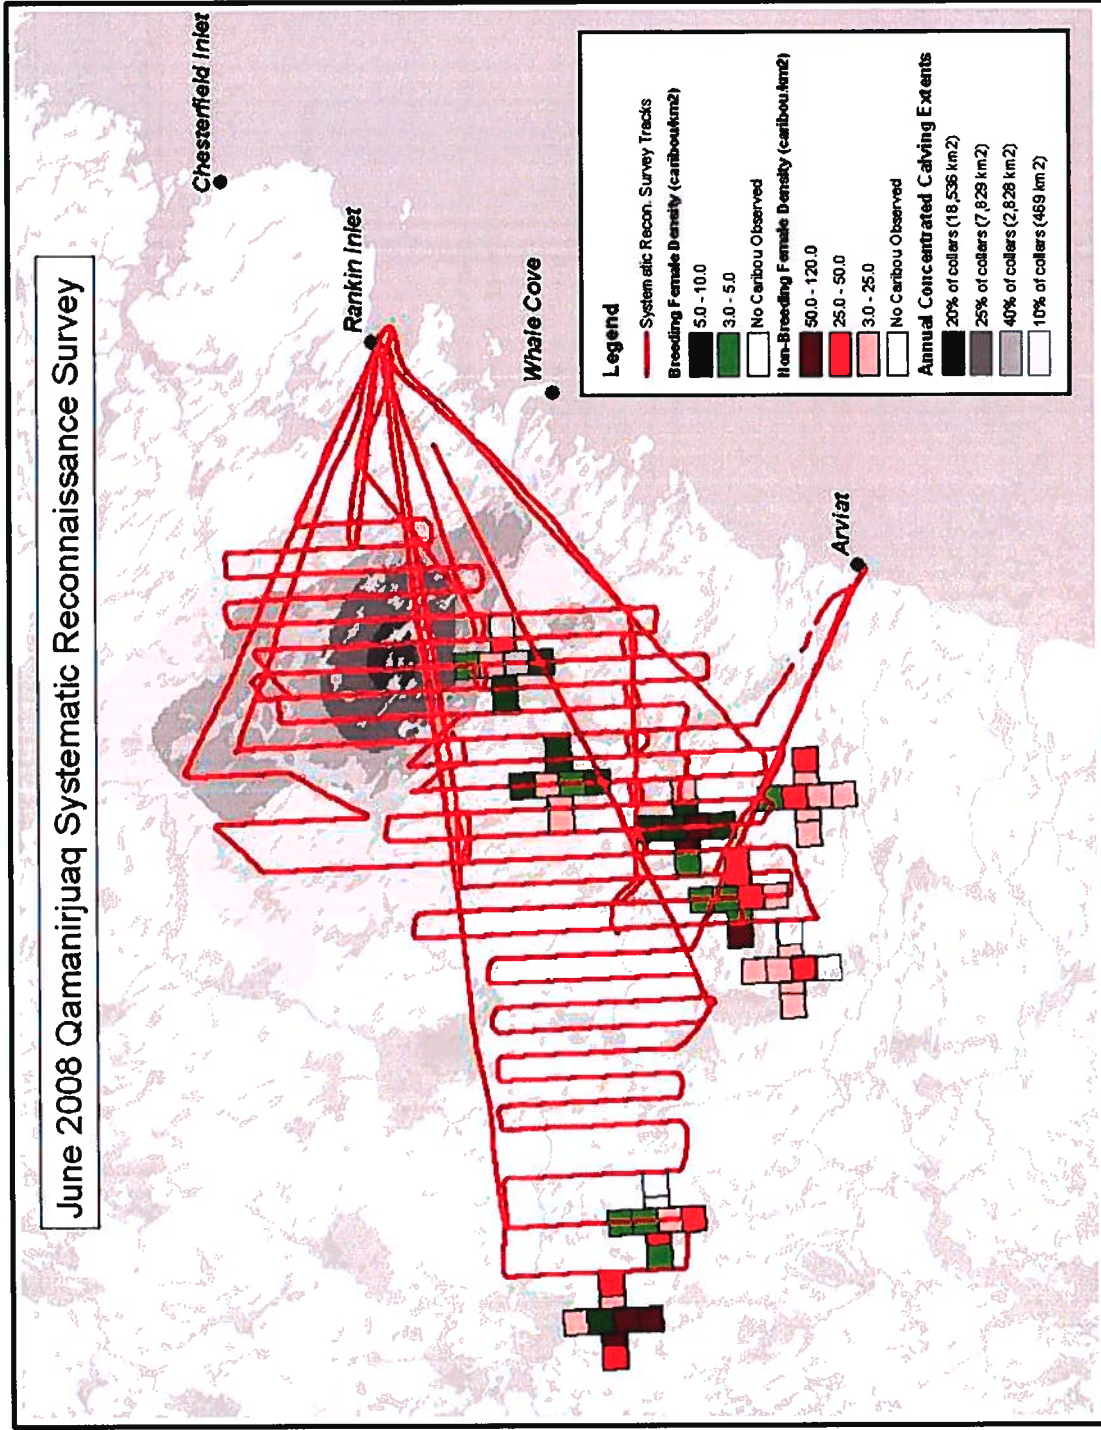 June 2008 Qamanirjuaq Systematic Reconnaissance Survey
Chesterfield Inlet
Rankin Inlet
Whale Cove
Arviat
Legend
Systematic Recon. Survey Tracks
Breeding Female Density (caribou/km2)
5.0 - 10.0
3.0 - 5.0
No Caribou Observed
Non-Breeding Female Density (caribou/km2)
50.0 - 120.0
25.0 - 50.0
3.0 - 25.0
No Caribou Observed
Annual Concentrated Calving Extents
20% of collars (18,536 km2)
25% of collars (7,829 km2)
40% of collars (2,828 km2)
10% of collars (469 km2)